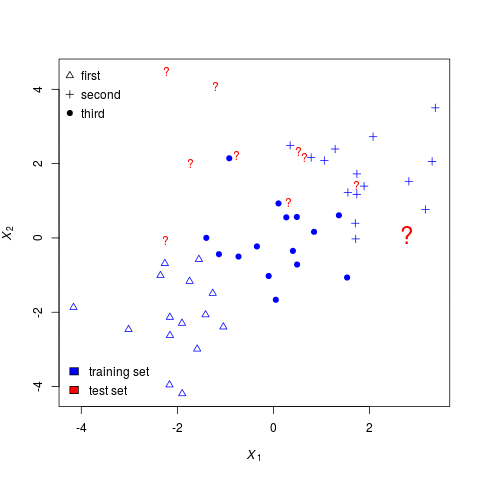 first
second
third
?
?
?
?
?
?
?
?
?
?
4
2
0
-2
-4
X2
training set
test set
-4
-2
0
2
X1